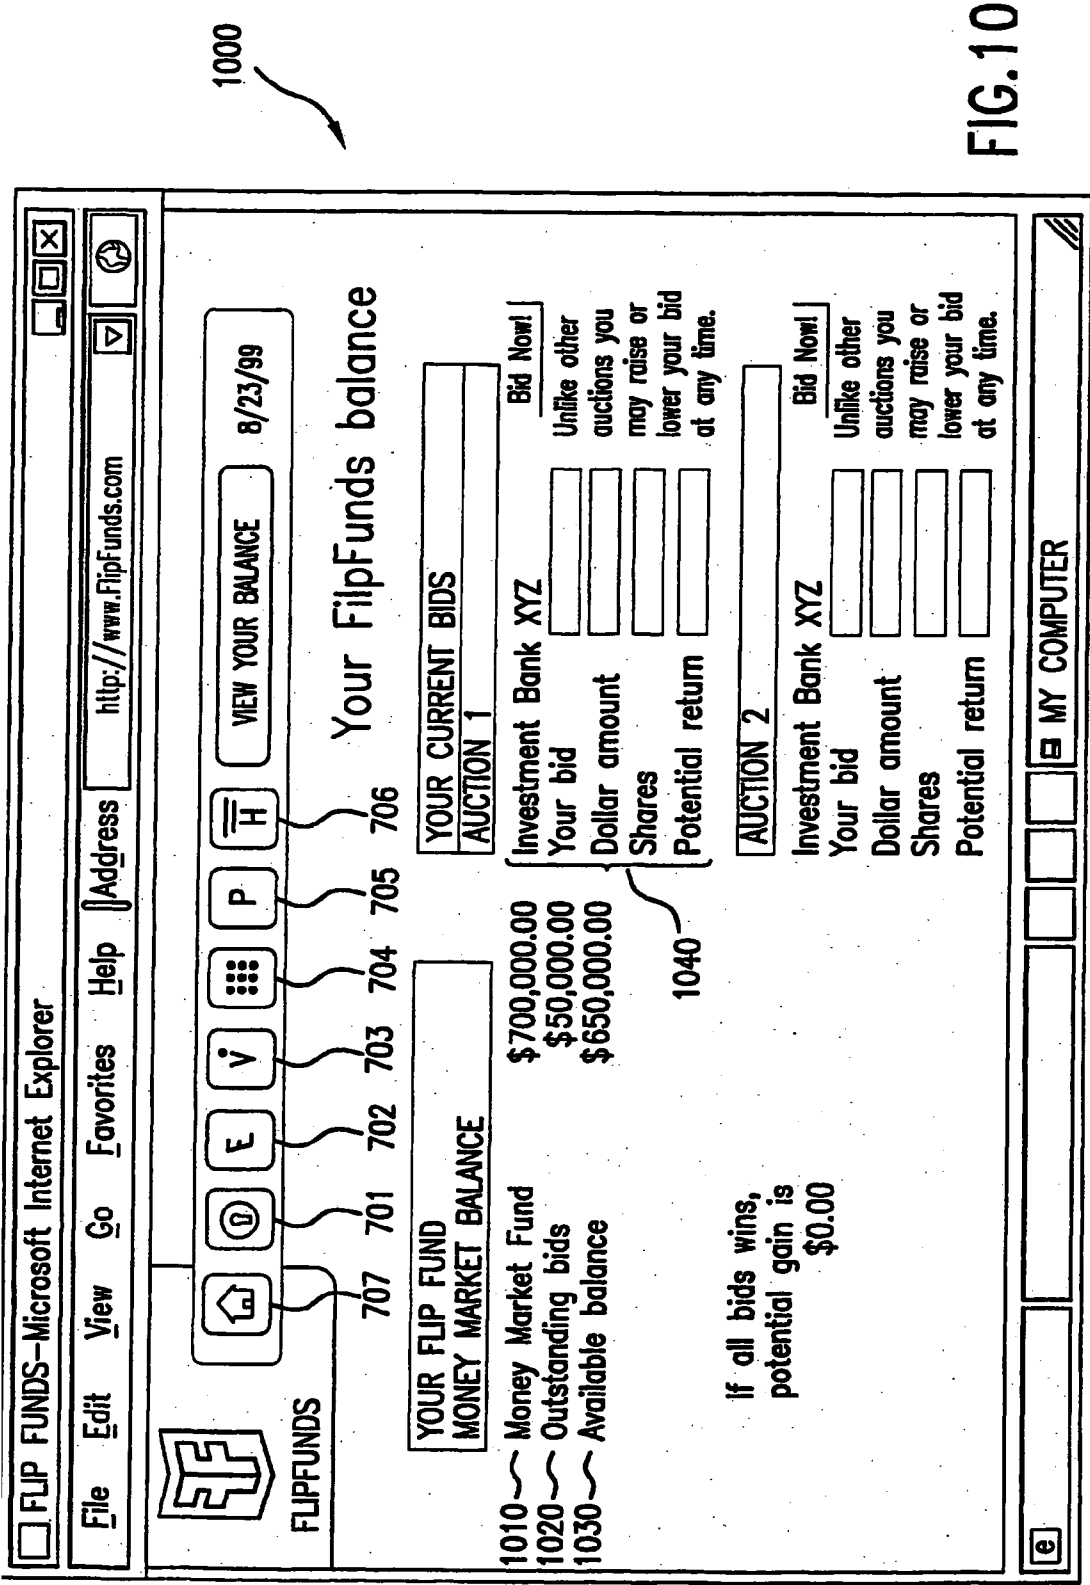 1000
FLIP FUNDS-Microsoft Internet Explorer
File Edit View Go Favorites Help Address http://www.FlipFunds.com
E V P H VIEW YOUR BALANCE 8/23/99
FLIPFUNDS
707 701 702 703 704 705 706
Your FlipFunds balance
YOUR FLIP FUND
MONEY MARKET BALANCE
1010 Money Market Fund $700,000.00
1020 Outstanding bids $50,000.00
1030 Available balance $650,000.00
If all bids wins,
potential gain is
$0.00
YOUR CURRENT BIDS
AUCTION 1
Investment Bank XYZ Bid Now!
Your bid
Dollar amount
Shares
Potential return
Unlike other
auctions you
may raise or
lower your bid
at any time.
1040
AUCTION 2
Investment Bank XYZ Bid Now!
Your bid
Dollar amount
Shares
Potential return
Unlike other
auctions you
may raise or
lower your bid
at any time.
e MY COMPUTER
FIG.10